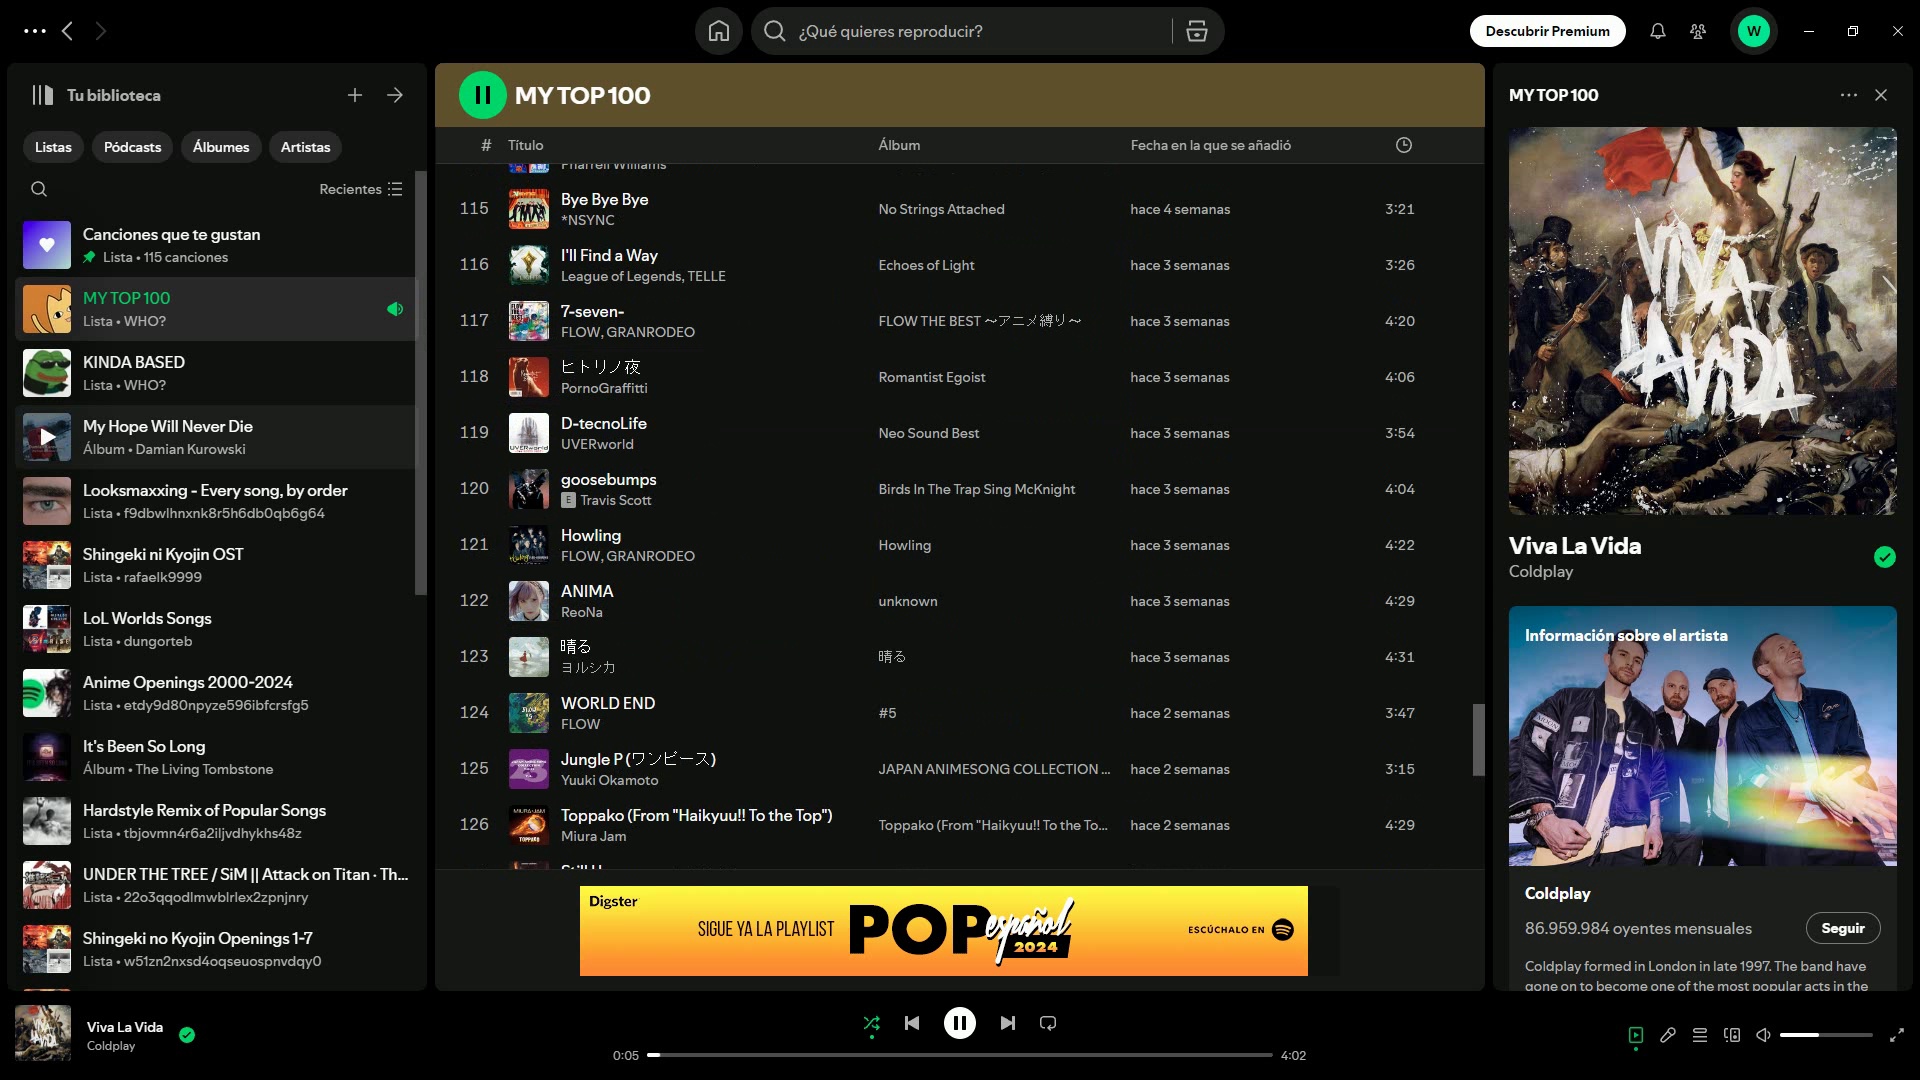 ¿Qué quieres reproducir?
Descubrir Premium
W
Tu biblioteca
Listas
Pódcasts
Álbumes
Artistas
Recientes
Canciones que te gustan
Lista • 115 canciones
MY TOP 100
Lista • WHO?
KINDA BASED
Lista • WHO?
My Hope Will Never Die
Álbum • Damian Kurowski
Looksmaxxing - Every song, by order
Lista • f9dbwlhnxnk8r5h6db0qb6g64
Shingeki ni Kyojin OST
Lista • rafaelk9999
LoL Worlds Songs
Lista • dungorteb
Anime Openings 2000-2024
Lista • etdy9d80npyze596ibfcrsfg5
It's Been So Long
Álbum • The Living Tombstone
Hardstyle Remix of Popular Songs
Lista • tbjovmn4r6a2iljvdhykhs48z
UNDER THE TREE / SiM || Attack on Titan · Th...
Lista • 22o3qqodlmwblrlex2zpnjnry
Shingeki no Kyojin Openings 1-7
Lista • w51zn2nxsd4oqseuospnvdqy0
MY TOP 100
# Título Álbum Fecha en la que se añadió
Pharrell Williams
115 Bye Bye Bye No Strings Attached hace 4 semanas 3:21
*NSYNC
116 I'll Find a Way Echoes of Light hace 3 semanas 3:26
League of Legends, TELLE
117 7-seven- FLOW THE BEST ～アニメ縛り～ hace 3 semanas 4:20
FLOW, GRANRODEO
118 ヒトリノ夜 Romantist Egoist hace 3 semanas 4:06
PornoGraffitti
119 D-tecnoLife Neo Sound Best hace 3 semanas 3:54
UVERworld
120 goosebumps Birds In The Trap Sing McKnight hace 3 semanas 4:04
E Travis Scott
121 Howling Howling hace 3 semanas 4:22
FLOW, GRANRODEO
122 ANIMA unknown hace 3 semanas 4:29
ReoNa
123 晴る 晴る hace 3 semanas 4:31
ヨルシカ
124 WORLD END #5 hace 2 semanas 3:47
FLOW
125 Jungle P (ワンピース) JAPAN ANIMESONG COLLECTION ... hace 2 semanas 3:15
Yuuki Okamoto
126 Toppako (From "Haikyuu!! To the Top") Toppako (From "Haikyuu!! To the To... hace 2 semanas 4:29
Miura Jam
Digster
SIGUE YA LA PLAYLIST POP español 2024 ESCÚCHALO EN
MY TOP 100
VIVA LA VIDA
Viva La Vida
Coldplay
Información sobre el artista
Coldplay
86.959.984 oyentes mensuales
Seguir
Coldplay formed in London in late 1997. The band have
gone on to become one of the most popular acts in the
Viva La Vida
Coldplay
0:05
4:02